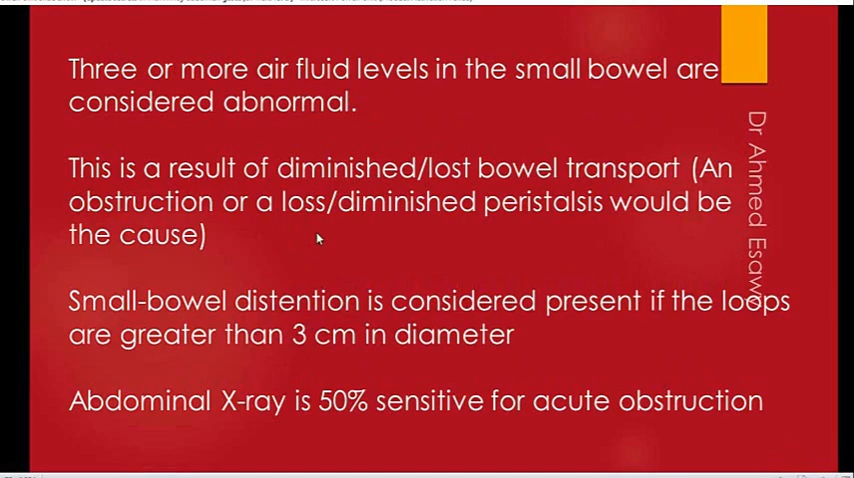 Three or more air fluid levels in the small bowel are
considered abnormal.
This is a result of diminished/lost bowel transport (An
obstruction or a loss/diminished peristalsis would be
the cause)
Small-bowel distention is considered present if the loops
are greater than 3 cm in diameter
Abdominal X-ray is 50% sensitive for acute obstruction
Dr Ahmed Esawy